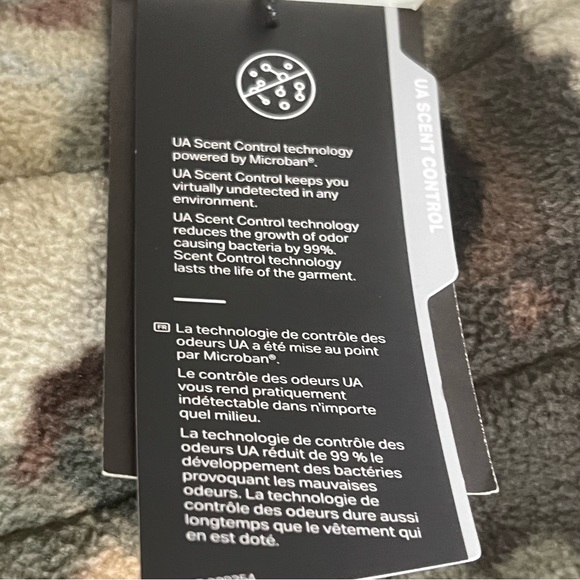 UA SCENT CONTROL
UA Scent Control technology
powered by Microban®.
UA Scent Control keeps you
virtually undetected in any
environment.
UA Scent Control technology
reduces the growth of odor
causing bacteria by 99%.
Scent Control technology
lasts the life of the garment.
FR La technologie de contrôle des
odeurs UA a été mise au point
par Microban®.
Le contrôle des odeurs UA
vous rend pratiquement
indétectable dans n'importe
quel milieu.
La technologie de contrôle des
odeurs UA réduit de 99 % le
développement des bactéries
provoquant les mauvaises
odeurs. La technologie de
contrôle des odeurs dure aussi
longtemps que le vêtement qui
en est doté.